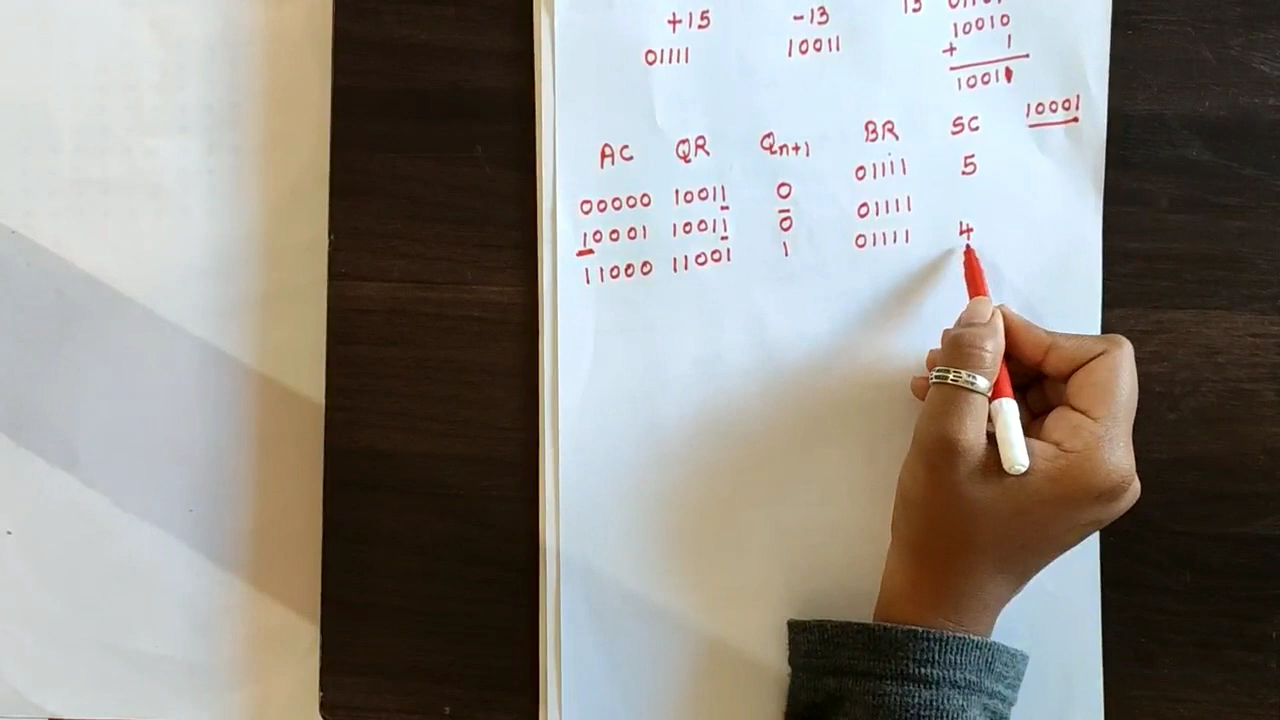 +15 -13 13
01111 10011 10010
+ 1
10011
10001
AC QR Qn+1 BR SC
00000 10011 0 01111 5
10001 10011 0 01111
11000 11001 1 01111 4